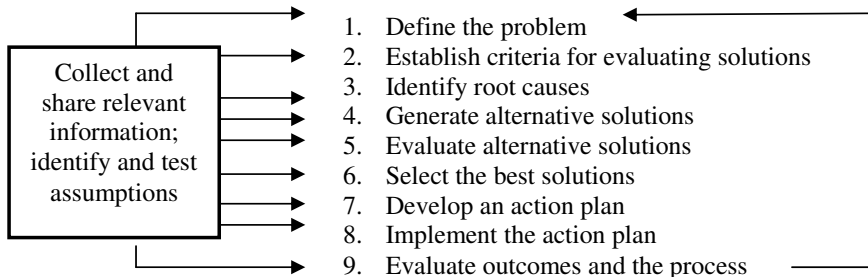 Collect and
share relevant
information;
identify and test
assumptions
1. Define the problem
2. Establish criteria for evaluating solutions
3. Identify root causes
4. Generate alternative solutions
5. Evaluate alternative solutions
6. Select the best solutions
7. Develop an action plan
8. Implement the action plan
9. Evaluate outcomes and the process